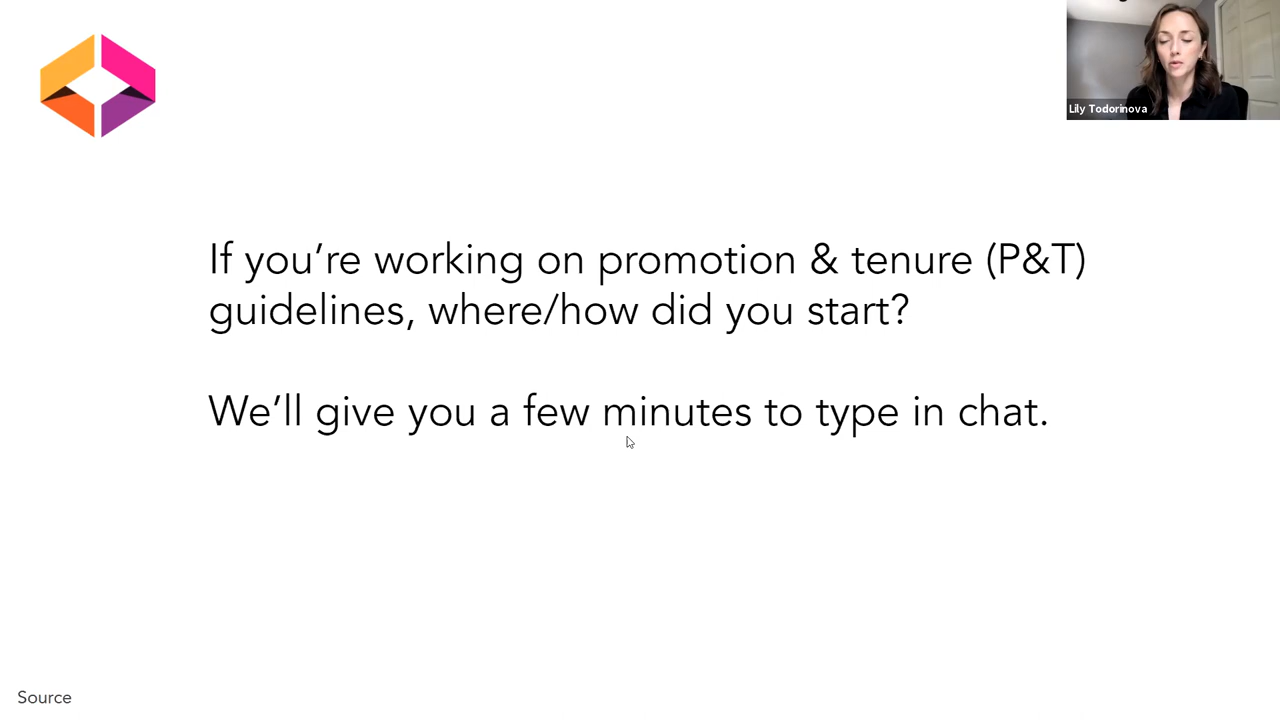 Lily Todorinova
If you’re working on promotion & tenure (P&T)
guidelines, where/how did you start?
We’ll give you a few minutes to type in chat.
Source